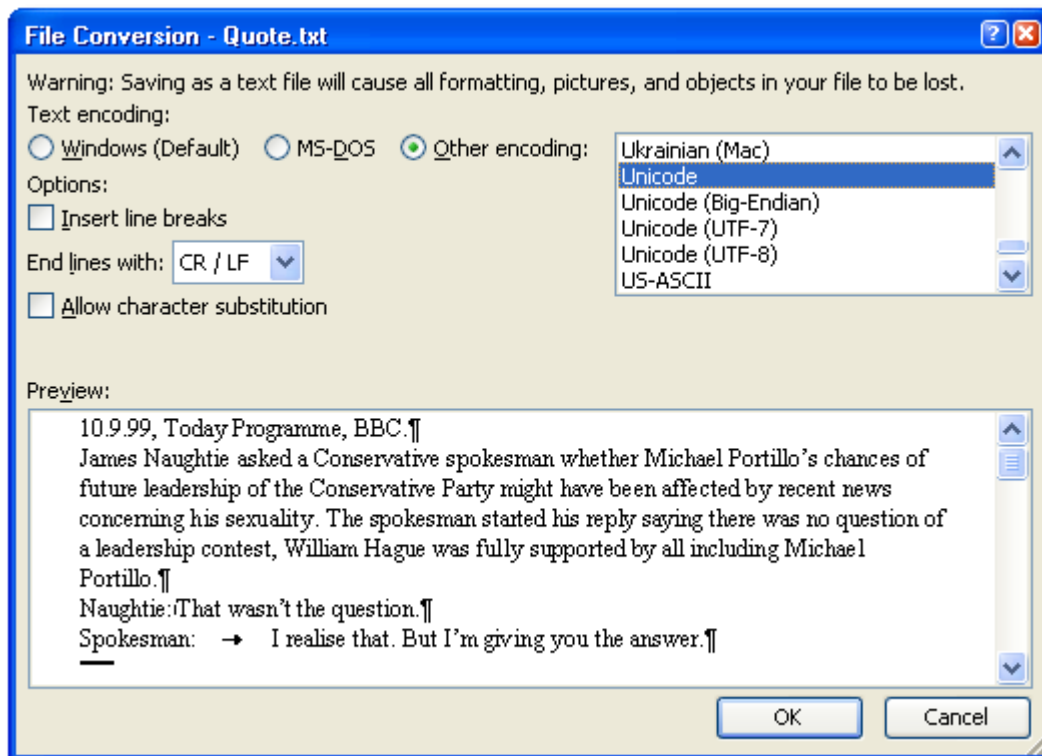 File Conversion - Quote.txt
Warning: Saving as a text file will cause all formatting, pictures, and objects in your file to be lost.
Text encoding:
Windows (Default) MS-DOS Other encoding:
Ukrainian (Mac)
Unicode
Unicode (Big-Endian)
Unicode (UTF-7)
Unicode (UTF-8)
US-ASCII
Options:
Insert line breaks
End lines with: CR / LF
Allow character substitution
Preview:
10.9.99, Today Programme, BBC.¶
James Naughtie asked a Conservative spokesman whether Michael Portillo’s chances of
future leadership of the Conservative Party might have been affected by recent news
concerning his sexuality. The spokesman started his reply saying there was no question of
a leadership contest, William Hague was fully supported by all including Michael
Portillo.¶
Naughtie: That wasn’t the question.¶
Spokesman: → I realise that. But I’m giving you the answer.¶
OK Cancel